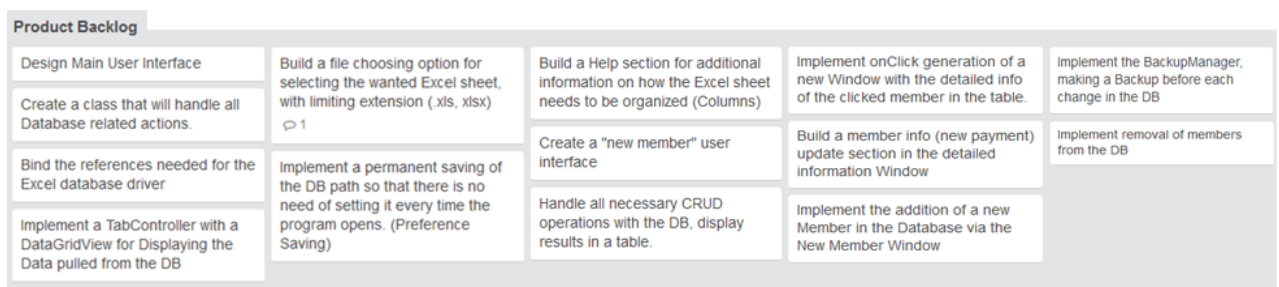 Product Backlog
Design Main User Interface
Create a class that will handle all
Database related actions.
Bind the references needed for the
Excel database driver
Implement a TabController with a
DataGridView for Displaying the
Data pulled from the DB
Build a file choosing option for
selecting the wanted Excel sheet,
with limiting extension (.xls, xlsx)
1
Implement a permanent saving of
the DB path so that there is no
need of setting it every time the
program opens. (Preference
Saving)
Build a Help section for additional
information on how the Excel sheet
needs to be organized (Columns)
Create a "new member" user
interface
Handle all necessary CRUD
operations with the DB, display
results in a table.
Implement onClick generation of a
new Window with the detailed info
of the clicked member in the table.
Build a member info (new payment)
update section in the detailed
information Window
Implement the addition of a new
Member in the Database via the
New Member Window
Implement the BackupManager,
making a Backup before each
change in the DB
Implement removal of members
from the DB